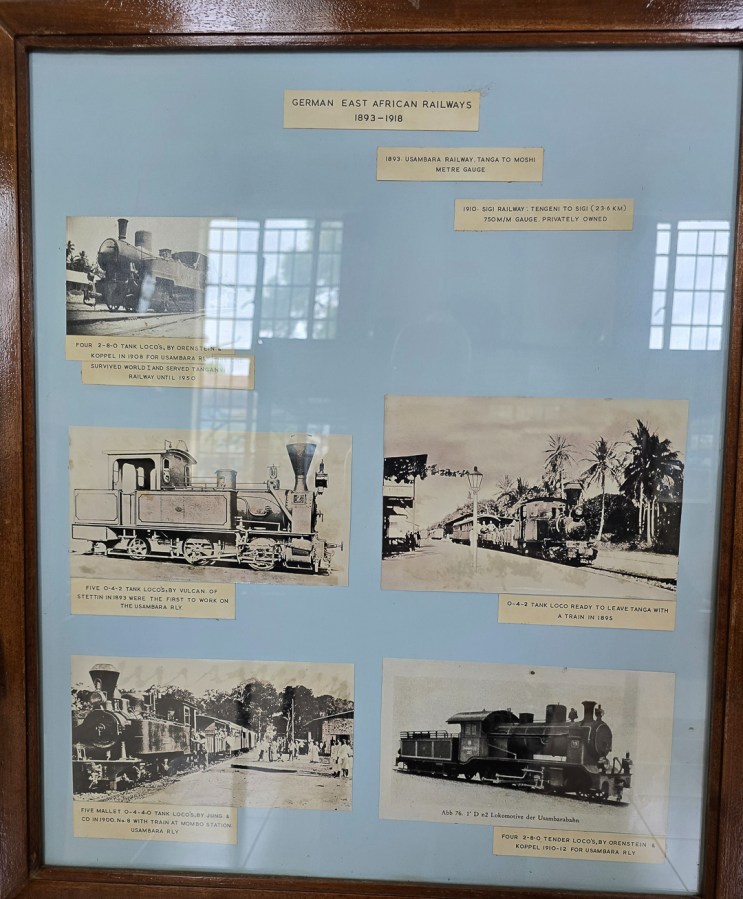 GERMAN EAST AFRICAN RAILWAYS
1893-1918
1893. USAMBARA RAILWAY. TANGA TO MOSHI
METRE GAUGE
1910. SIGI RAILWAY: TENGENI TO SIGI (23·6 KM)
750M/M GAUGE. PRIVATELY OWNED
FOUR 2-8-0 TANK LOCO'S, BY ORENSTEIN &
KOPPEL IN 1908 FOR USAMBARA RLY
SURVIVED WORLD I AND SERVED
RAILWAY UNTIL 1930
FIVE 0-4-2 TANK LOCO'S, BY VULCAN OF
STETTIN IN 1893 WERE THE FIRST TO WORK ON
THE USAMBARA RLY
0-4-2 TANK LOCO READY TO LEAVE TANGA WITH
A TRAIN IN 1895
FIVE MALLET 0-4-4-0 TANK LOCO'S, BY JUNG &
CO IN 1900. No 8 WITH TRAIN AT MOMBO STATION
USAMBARA RLY
Abb 76. 1' D n2 Lokomotive der Usambarabahn
FOUR 2-8-0 TENDER LOCO'S, BY ORENSTEIN &
KOPPEL 1910-12 FOR USAMBARA RLY